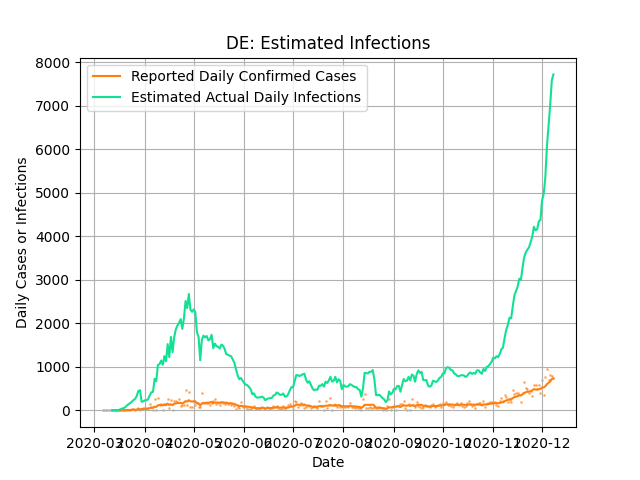 DE: Estimated Infections
Reported Daily Confirmed Cases
Estimated Actual Daily Infections
Daily Cases or Infections
8000
7000
6000
5000
4000
3000
2000
1000
0
2020-03 2020-04 2020-05 2020-06 2020-07 2020-08 2020-09 2020-10 2020-11 2020-12
Date